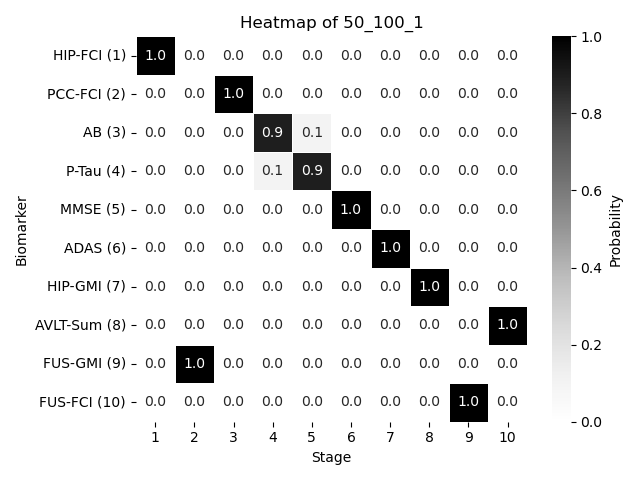 Heatmap of 50_100_1
HIP-FCI (1) 1.0 0.0 0.0 0.0 0.0 0.0 0.0 0.0 0.0 0.0
PCC-FCI (2) 0.0 0.0 1.0 0.0 0.0 0.0 0.0 0.0 0.0 0.0
AB (3) 0.0 0.0 0.0 0.9 0.1 0.0 0.0 0.0 0.0 0.0
P-Tau (4) 0.0 0.0 0.0 0.1 0.9 0.0 0.0 0.0 0.0 0.0
MMSE (5) 0.0 0.0 0.0 0.0 0.0 1.0 0.0 0.0 0.0 0.0
ADAS (6) 0.0 0.0 0.0 0.0 0.0 0.0 1.0 0.0 0.0 0.0
HIP-GMI (7) 0.0 0.0 0.0 0.0 0.0 0.0 0.0 1.0 0.0 0.0
AVLT-Sum (8) 0.0 0.0 0.0 0.0 0.0 0.0 0.0 0.0 0.0 1.0
FUS-GMI (9) 0.0 1.0 0.0 0.0 0.0 0.0 0.0 0.0 0.0 0.0
FUS-FCI (10) 0.0 0.0 0.0 0.0 0.0 0.0 0.0 0.0 1.0 0.0
1 2 3 4 5 6 7 8 9 10
Stage
Biomarker
1.0
0.8
0.6
0.4
0.2
0.0
Probability